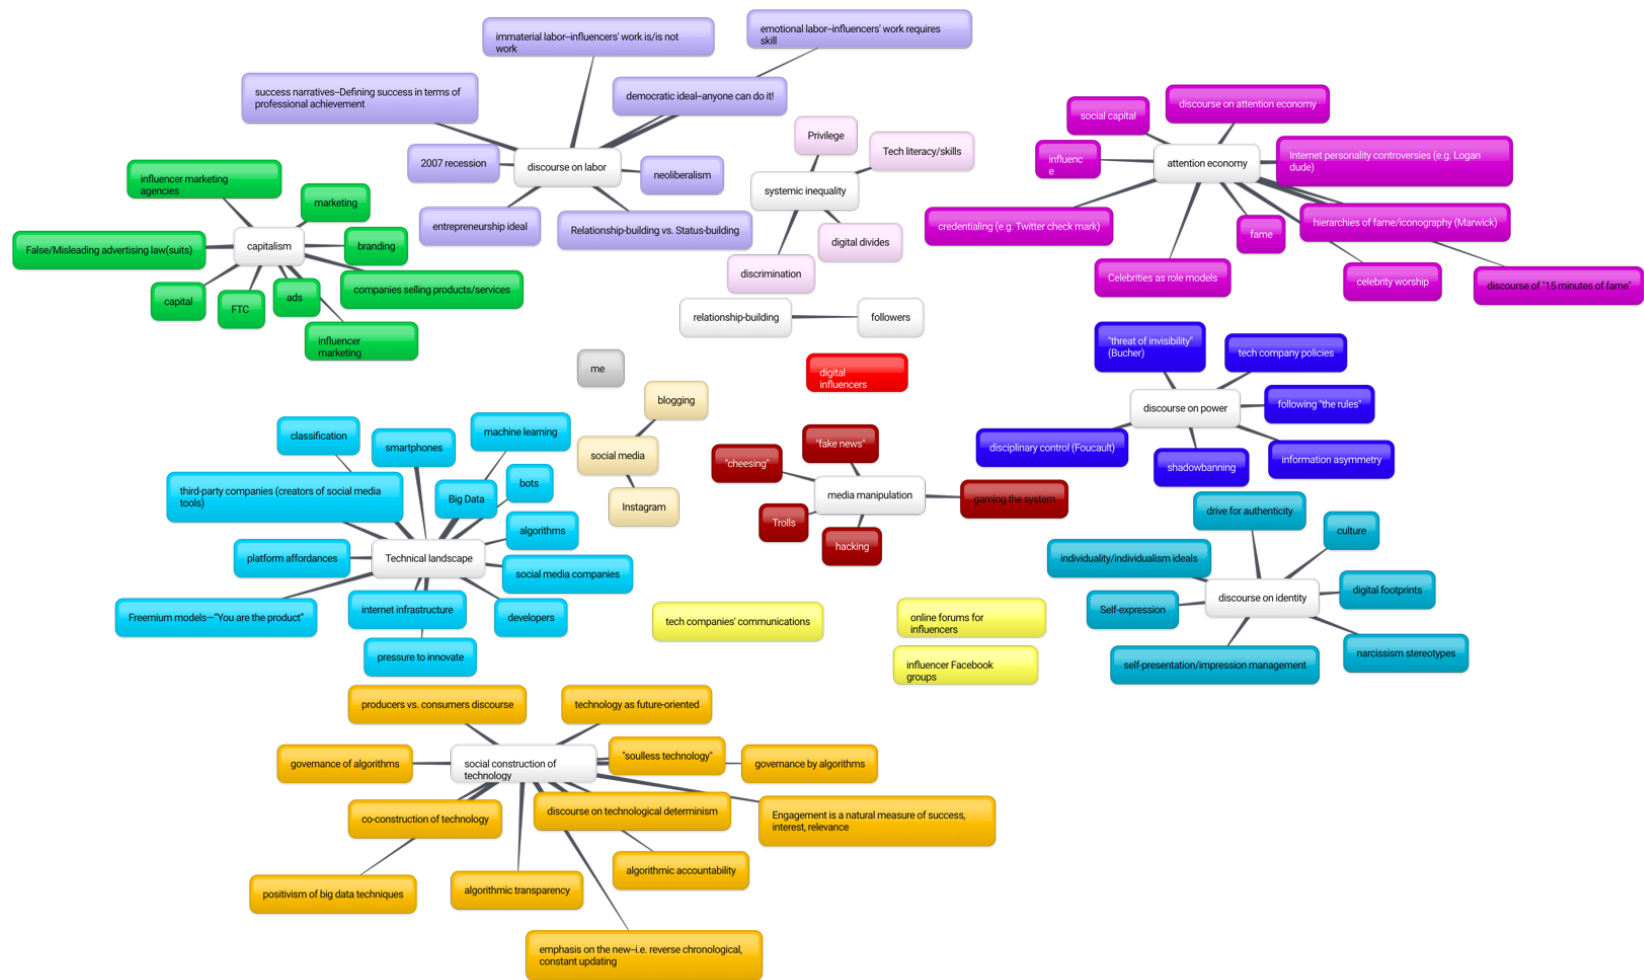 immaterial labor–influencers' work is/is not
work
emotional labor–influencers' work requires
skill
success narratives–Defining success in terms of
professional achievement
democratic ideal–anyone can do it!
2007 recession
discourse on labor
neoliberalism
entrepreneurship ideal
Relationship-building vs. Status-building
Privilege
Tech literacy/skills
systemic inequality
digital divides
discrimination
relationship-building
followers
social capital
discourse on attention economy
influenc
e
attention economy
Internet personality controversies (e.g. Logan
dude)
credentialing (e.g. Twitter check mark)
fame
hierarchies of fame/iconography (Marwick)
Celebrities as role models
celebrity worship
discourse of "15 minutes of fame"
influencer marketing
agencies
marketing
False/Misleading advertising law(suits)
capitalism
branding
capital
FTC
ads
companies selling products/services
influencer
marketing
me
digital
influencers
"threat of invisibility"
(Bucher)
tech company policies
discourse on power
following "the rules"
disciplinary control (Foucault)
shadowbanning
information asymmetry
blogging
social media
Instagram
"cheesing"
"fake news"
media manipulation
gaming the system
Trolls
hacking
classification
smartphones
machine learning
third-party companies (creators of social media
tools)
Big Data
bots
algorithms
platform affordances
Technical landscape
social media companies
Freemium models—"You are the product"
internet infrastructure
developers
pressure to innovate
drive for authenticity
culture
individuality/individualism ideals
discourse on identity
digital footprints
Self-expression
self-presentation/impression management
narcissism stereotypes
tech companies' communications
online forums for
influencers
influencer Facebook
groups
producers vs. consumers discourse
technology as future-oriented
governance of algorithms
social construction of
technology
"soulless technology"
governance by algorithms
co-construction of technology
discourse on technological determinism
Engagement is a natural measure of success,
interest, relevance
positivism of big data techniques
algorithmic transparency
algorithmic accountability
emphasis on the new–i.e. reverse chronological,
constant updating